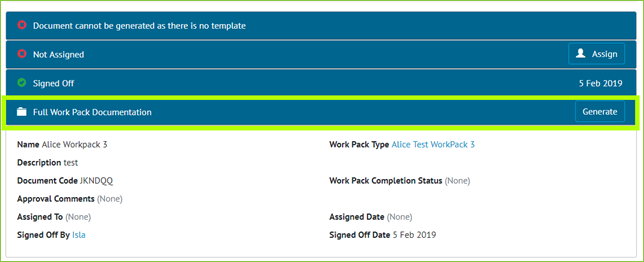 Document cannot be generated as there is no template
Not Assigned Assign
Signed Off 5 Feb 2019
Full Work Pack Documentation Generate
Name Alice Workpack 3 Work Pack Type Alice Test WorkPack 3
Description test
Document Code JKNDQQ Work Pack Completion Status (None)
Approval Comments (None)
Assigned To (None) Assigned Date (None)
Signed Off By Isla Signed Off Date 5 Feb 2019